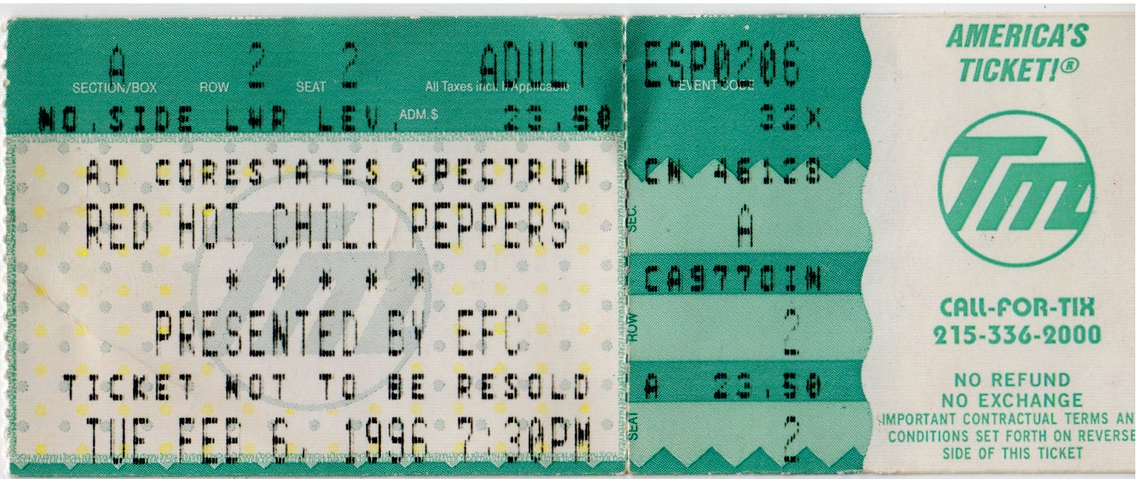 A 2 2 ADULT
SECTION/BOX ROW SEAT All Taxes incl. if Applicable
NO.SIDE LWR LEV. ADM.$ 23.50
AT CORESTATES SPECTRUM
RED HOT CHILI PEPPERS
* * * * *
PRESENTED BY EFC
TICKET NOT TO BE RESOLD
TUE FEB 6, 1996 7:30PM
ESP0206
EVENT CODE
32X
CN 46128
SEC.
A
CA9770IN
ROW
2
A 23.50
SEAT
2
AMERICA'S
TICKET!®
Tm
CALL-FOR-TIX
215-336-2000
NO REFUND
NO EXCHANGE
IMPORTANT CONTRACTUAL TERMS AN
CONDITIONS SET FORTH ON REVERSE
SIDE OF THIS TICKET